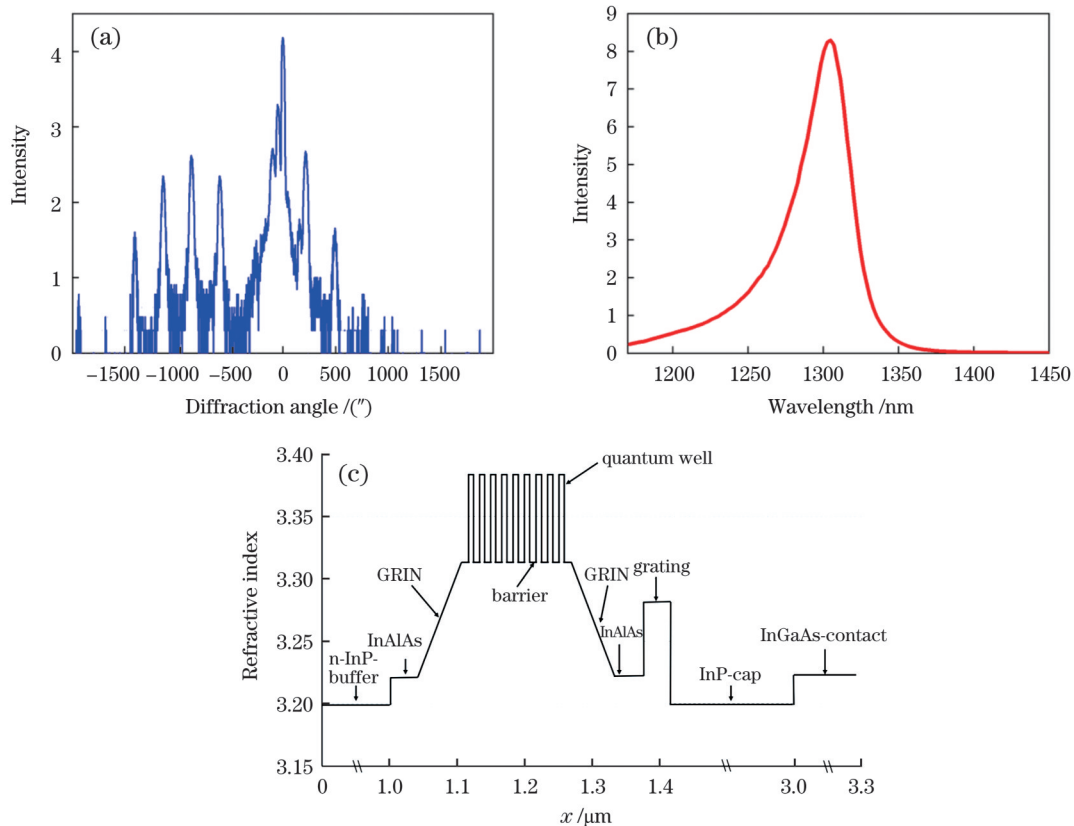 (a)
Intensity
4
3
2
1
0
−1500 −1000 −500 0 500 1000 1500
Diffraction angle /(″)
(b)
Intensity
9
8
7
6
5
4
3
2
1
0
1200 1250 1300 1350 1400 1450
Wavelength /nm
(c)
Refractive index
3.40
3.35
3.30
3.25
3.20
3.15
quantum well
GRIN
barrier
GRIN
grating
InAlAs
InAlAs
n-InP-
buffer
InP-cap
InGaAs-contact
0 1.0 1.1 1.2 1.3 1.4 3.0 3.3
x /μm